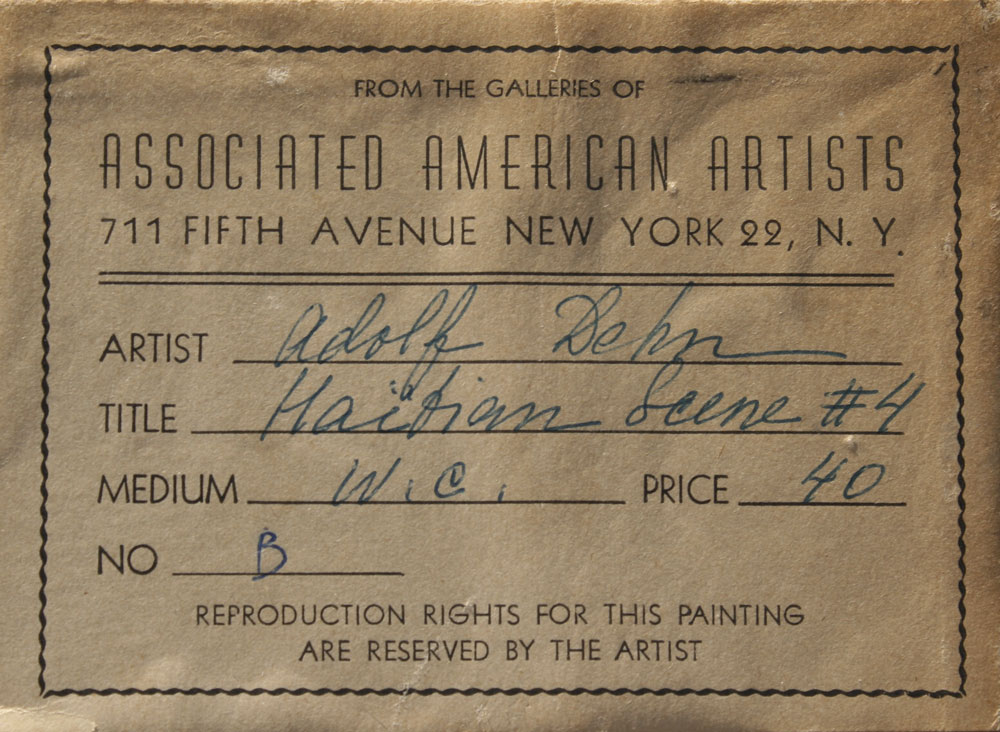 FROM THE GALLERIES OF
ASSOCIATED AMERICAN ARTISTS
711 FIFTH AVENUE NEW YORK 22, N. Y.
ARTIST Adolf Dehn
TITLE Haïtian Scene #4
MEDIUM W.C. PRICE 40
NO B
REPRODUCTION RIGHTS FOR THIS PAINTING
ARE RESERVED BY THE ARTIST